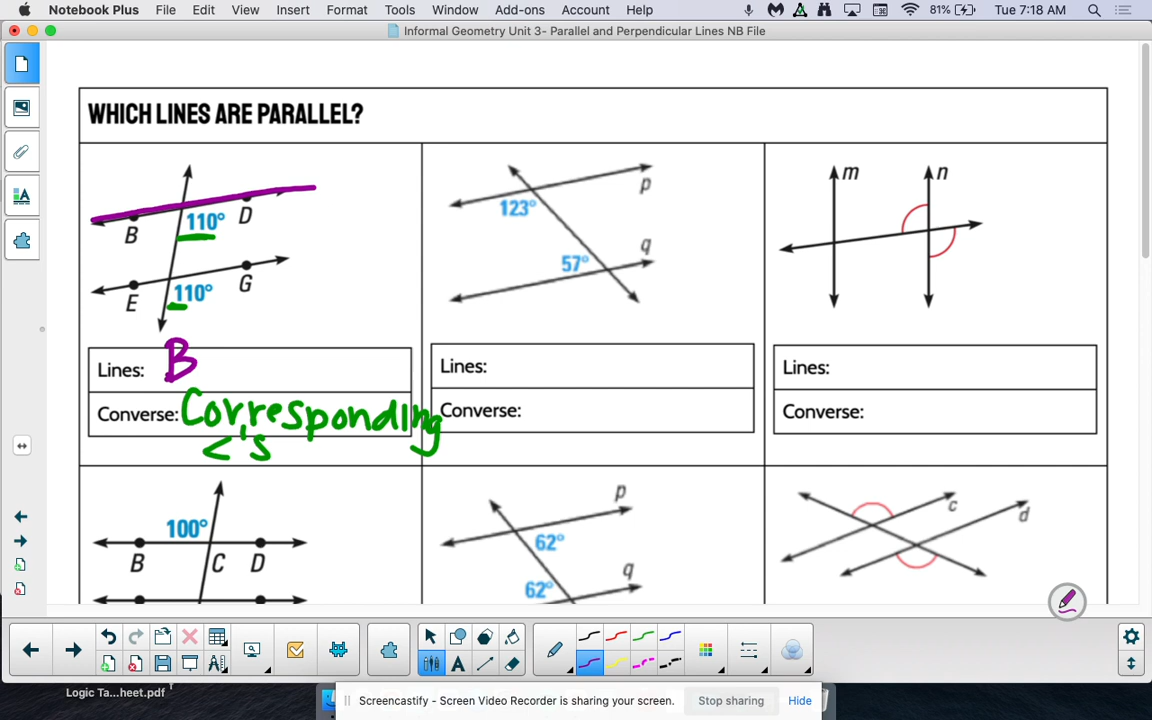 Notebook Plus File Edit View Insert Format Tools Window Add-ons Account Help 81% Tue 7:18 AM
Informal Geometry Unit 3- Parallel and Perpendicular Lines NB File
WHICH LINES ARE PARALLEL?
B
110°
D
E
110°
G
Lines: B
Converse: Corresponding
<'s
123°
p
57°
q
Lines:
Converse:
m
n
Lines:
Converse:
100°
B
C
D
p
62°
q
62°
c
d
A
Logic Ta...heet.pdf
Screencastify - Screen Video Recorder is sharing your screen. Stop sharing Hide